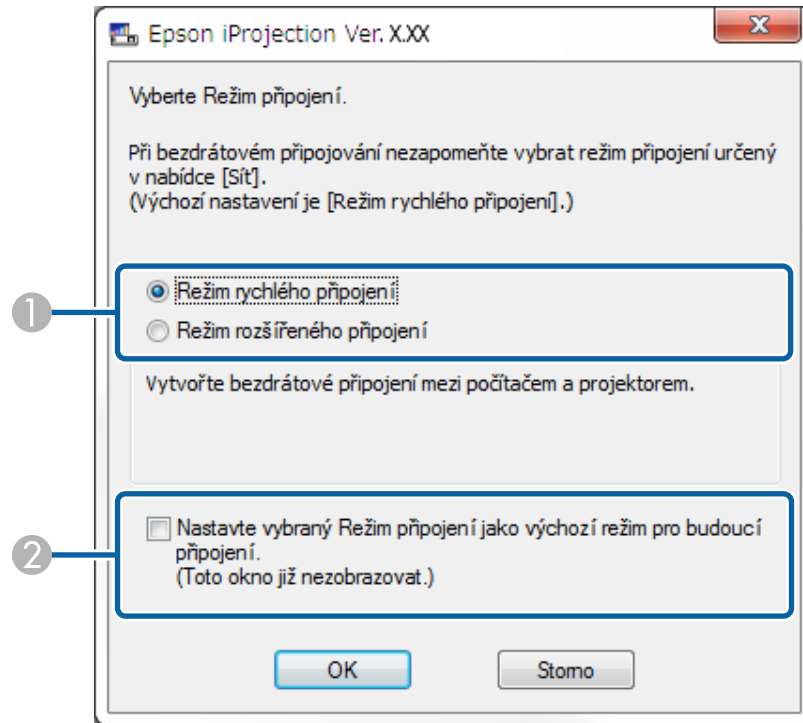 Epson iProjection Ver. X.XX
x
Vyberte Režim připojení.
Při bezdrátovém připojování nezapomeňte vybrat režim připojení určený
v nabídce [Síť].
(Výchozí nastavení je [Režim rychlého připojení].)
1
Režim rychlého připojení
Režim rozšířeného připojení
Vytvořte bezdrátové připojení mezi počítačem a projektorem.
2
Nastavte vybraný Režim připojení jako výchozí režim pro budoucí
připojení.
(Toto okno již nezobrazovat.)
OK
Storno